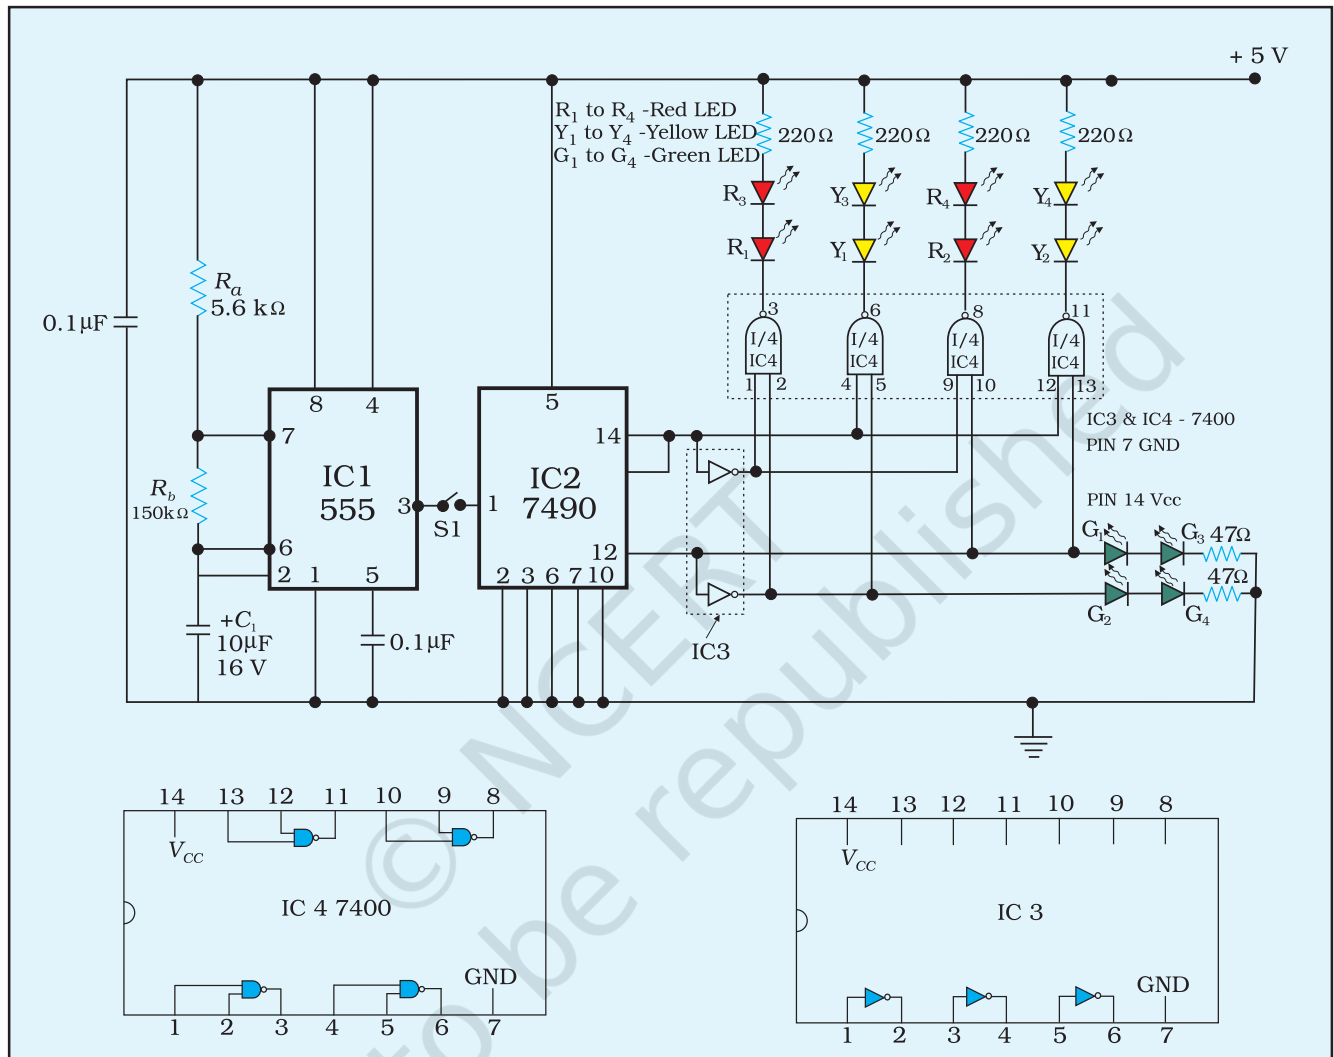 + 5 V
R1 to R4 -Red LED
Y1 to Y4 -Yellow LED
G1 to G4 -Green LED
220Ω
220Ω
220Ω
220Ω
R3
Y3
R4
Y4
R1
Y1
R2
Y2
Ra
5.6 kΩ
0.1µF
3
6
8
11
I/4
IC4
I/4
IC4
I/4
IC4
I/4
IC4
1
2
4
5
9
10
12
13
8
4
5
7
14
IC3 & IC4 - 7400
PIN 7 GND
IC1
555
IC2
7490
Rb
150kΩ
3
S1
1
PIN 14 Vcc
G1
G3
47Ω
6
12
2
1
5
2
3
6
7
10
47Ω
G2
G4
+C1
10µF
16 V
0.1µF
IC3
© NCERT
to be republished
14
13
12
11
10
9
8
VCC
IC 4 7400
GND
1
2
3
4
5
6
7
14
13
12
11
10
9
8
VCC
IC 3
GND
1
2
3
4
5
6
7